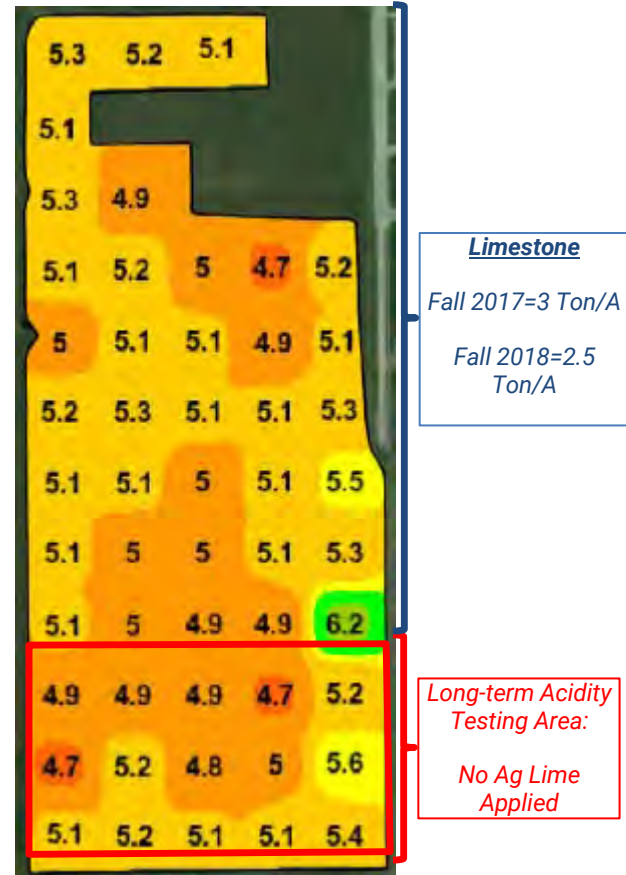 5.3 5.2 5.1
5.1
5.3 4.9
5.1 5.2 5 4.7 5.2
5 5.1 5.1 4.9 5.1
5.2 5.3 5.1 5.1 5.3
5.1 5.1 5 5.1 5.5
5.1 5 5 5.1 5.3
5.1 5 4.9 4.9 6.2
4.9 4.9 4.9 4.7 5.2
4.7 5.2 4.8 5 5.6
5.1 5.2 5.1 5.1 5.4
Limestone
Fall 2017=3 Ton/A
Fall 2018=2.5
Ton/A
Long-term Acidity
Testing Area:
No Ag Lime
Applied